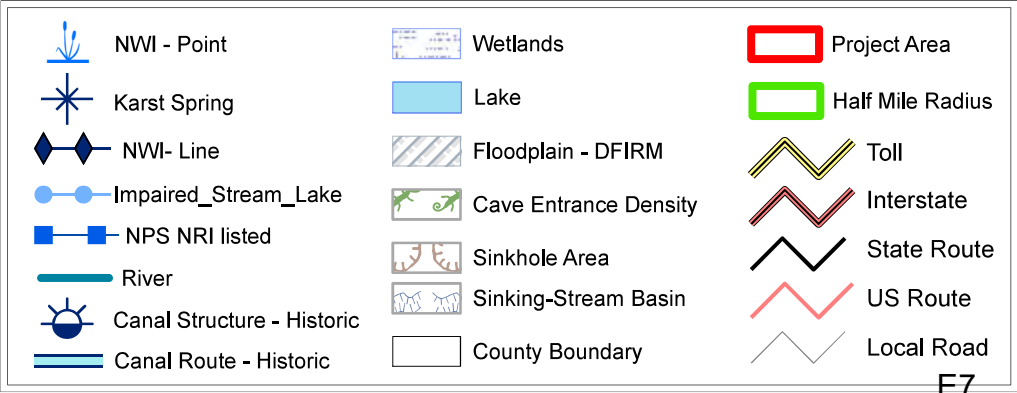 NWI - Point
Karst Spring
NWI- Line
Impaired_Stream_Lake
NPS NRI listed
River
Canal Structure - Historic
Canal Route - Historic
Wetlands
Lake
Floodplain - DFIRM
Cave Entrance Density
Sinkhole Area
Sinking-Stream Basin
County Boundary
Project Area
Half Mile Radius
Toll
Interstate
State Route
US Route
Local Road
E7